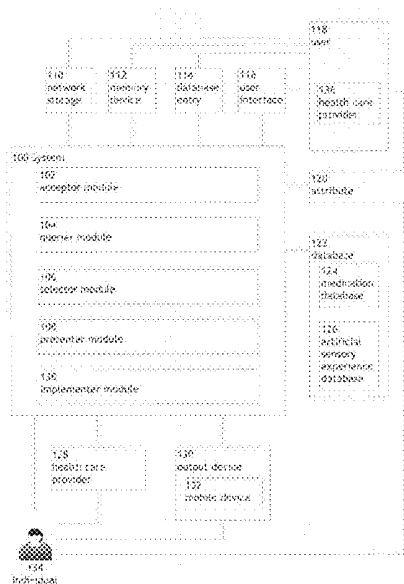 118
user
110
network
storage
112
memory
device
114
database
entry
116
user
interface
136
health care
provider
100 System
102
acceptor module
120
attribute
104
querier module
122
database
124
medication
database
106
selector module
108
presenter module
126
artificial
sensory
experience
database
138
implementer module
128
health care
provider
130
output device
132
mobile device
134
individual